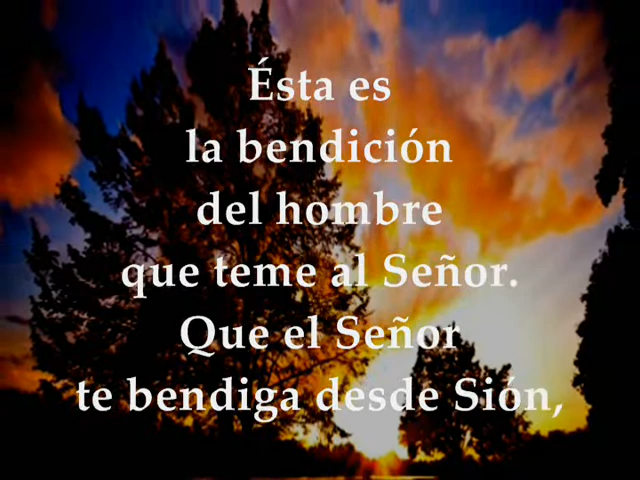 Ésta es
la bendición
del hombre
que teme al Señor.
Que el Señor
te bendiga desde Sión,